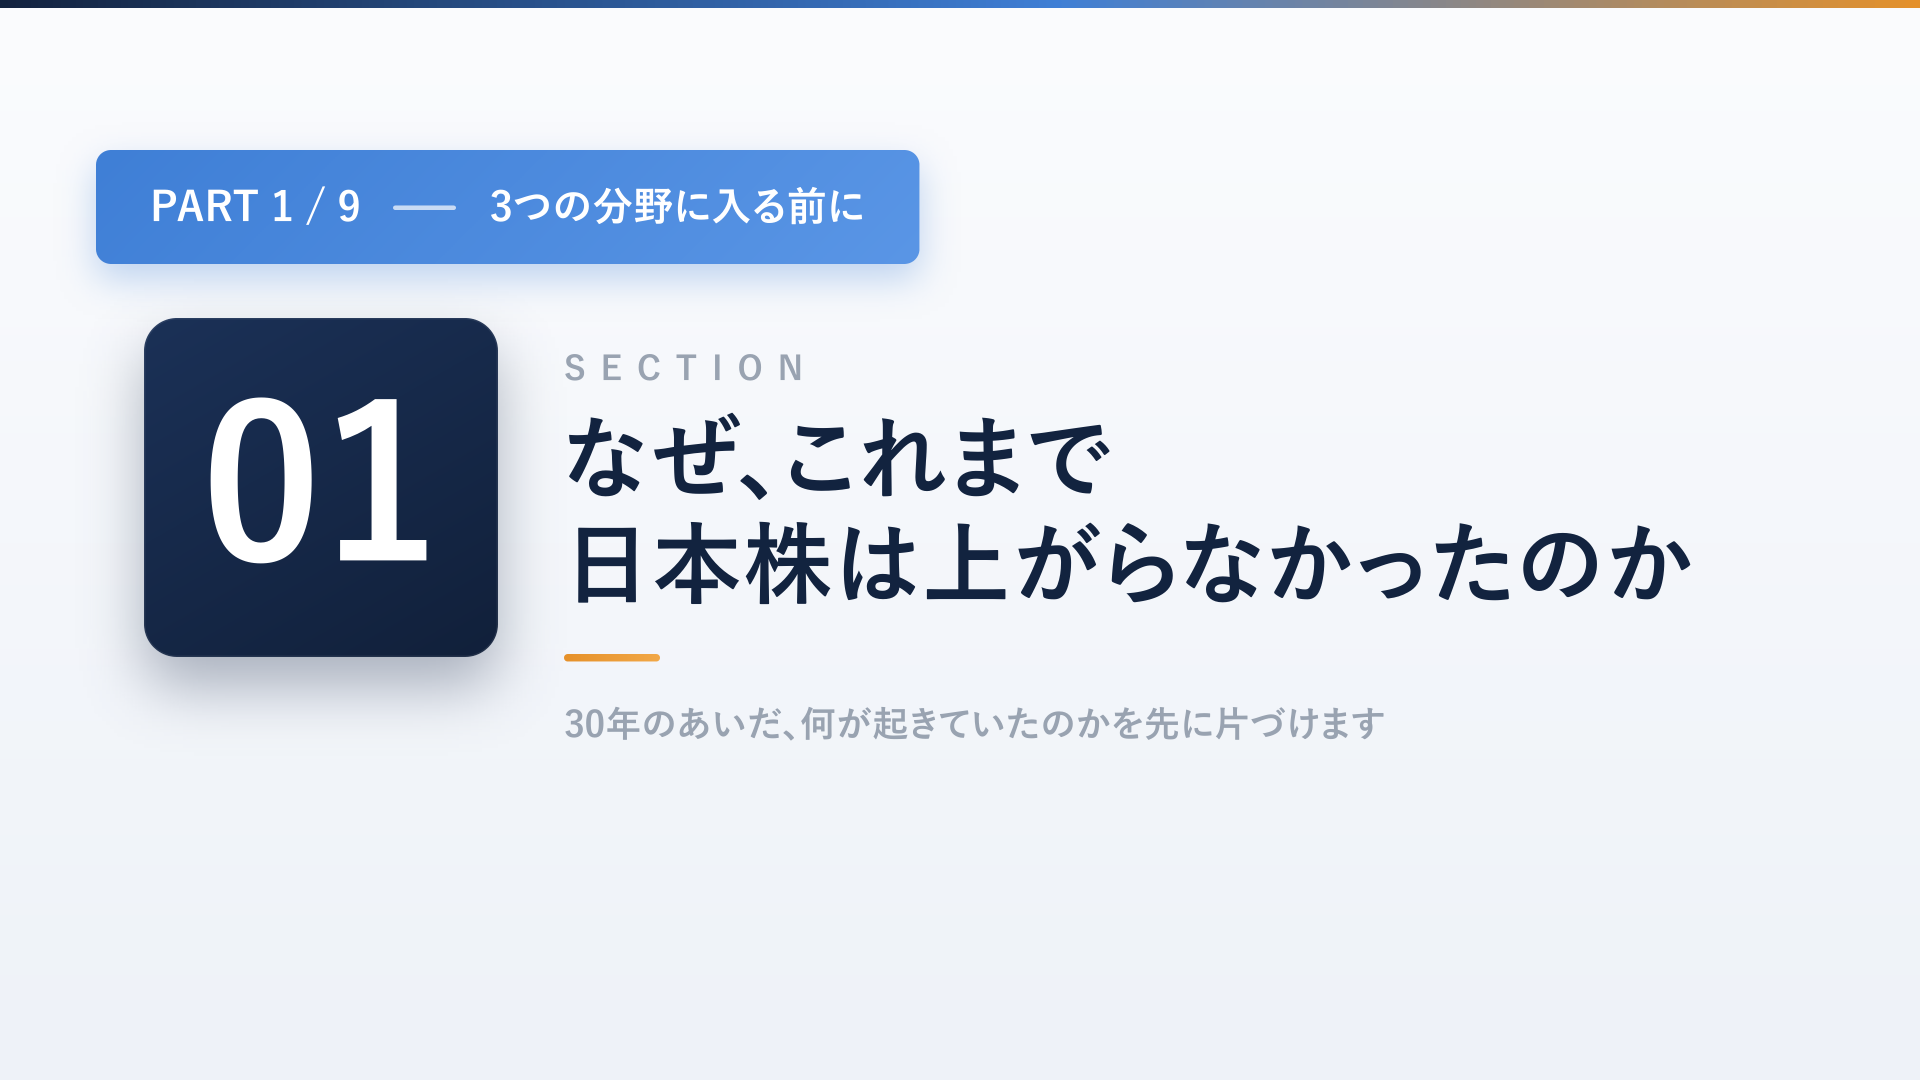 PART 1 / 9 — 3つの分野に入る前に
01
SECTION
なぜ、これまで
日本株は上がらなかったのか
30年のあいだ、何が起きていたのかを先に片づけます